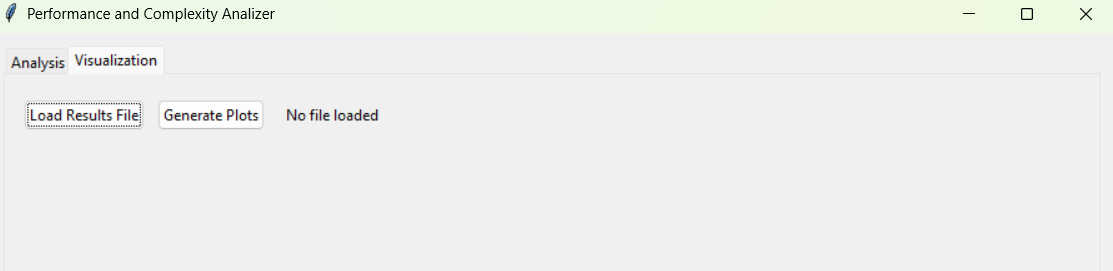 Performance and Complexity Analizer
Analysis Visualization
Load Results File Generate Plots No file loaded